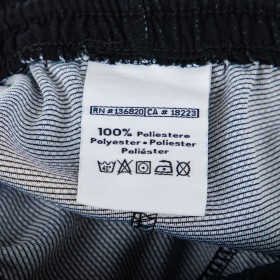 RN #136820 CA # 18223
100% Poliestere
Polyester • Poliester
Poliéster